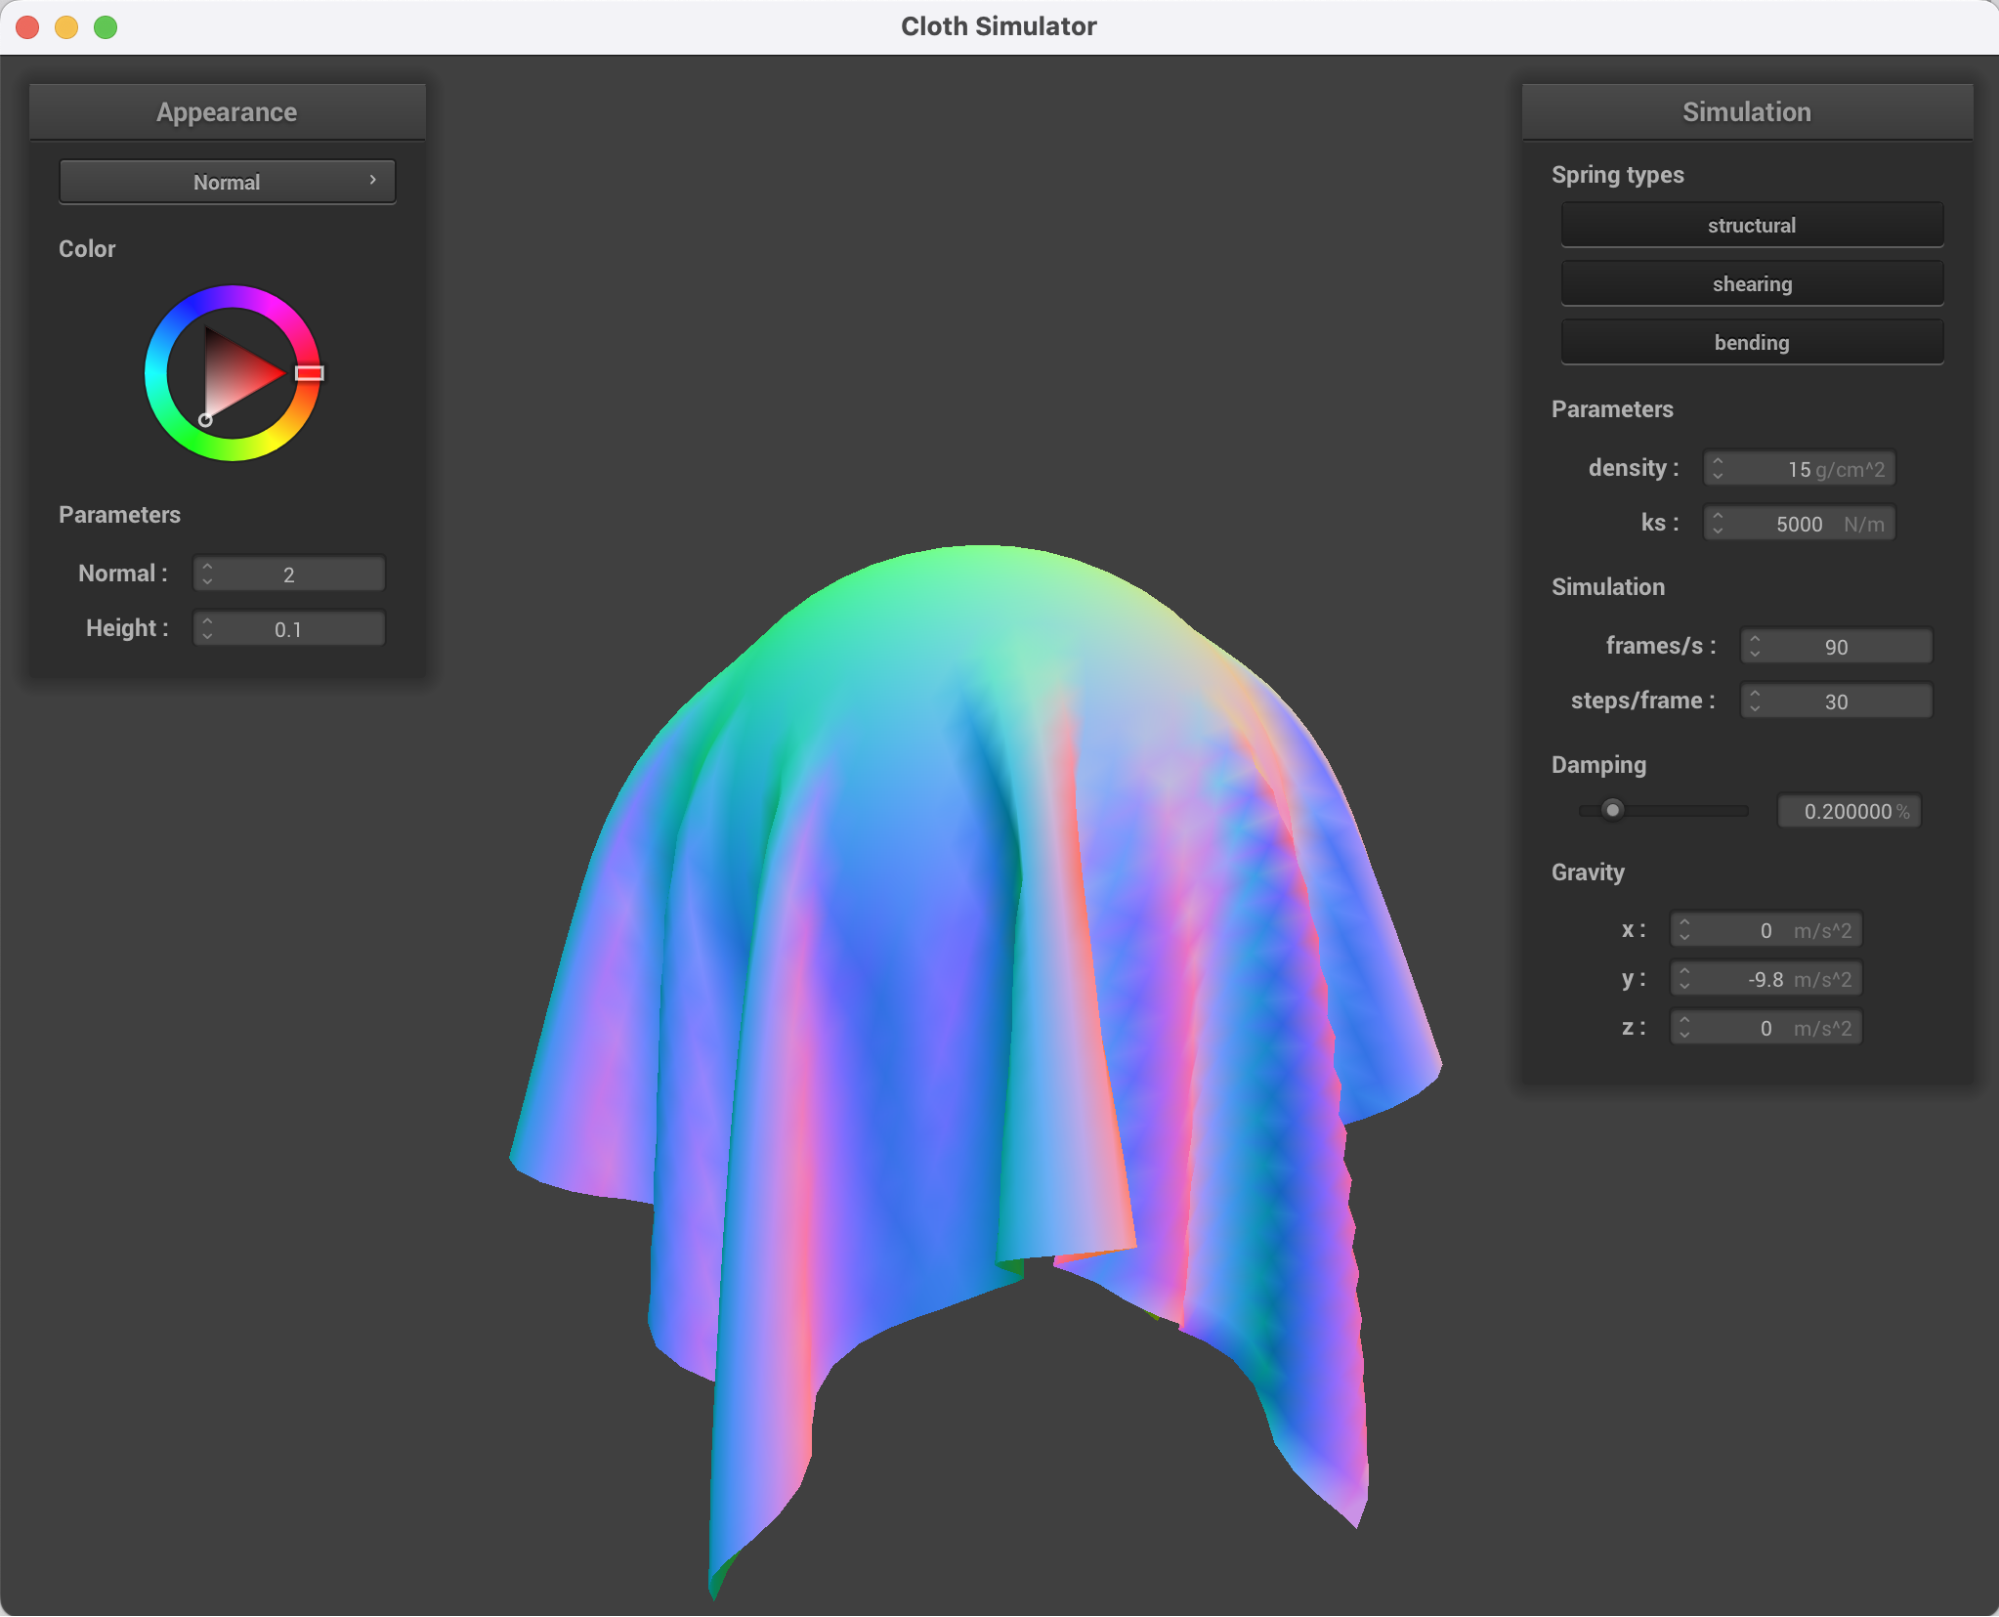 Cloth Simulator
Appearance
Normal
Color
Parameters
Normal : 2
Height : 0.1
Simulation
Spring types
structural
shearing
bending
Parameters
density : 15 g/cm^2
ks : 5000 N/m
Simulation
frames/s : 90
steps/frame : 30
Damping
0.200000 %
Gravity
x : 0 m/s^2
y : -9.8 m/s^2
z : 0 m/s^2